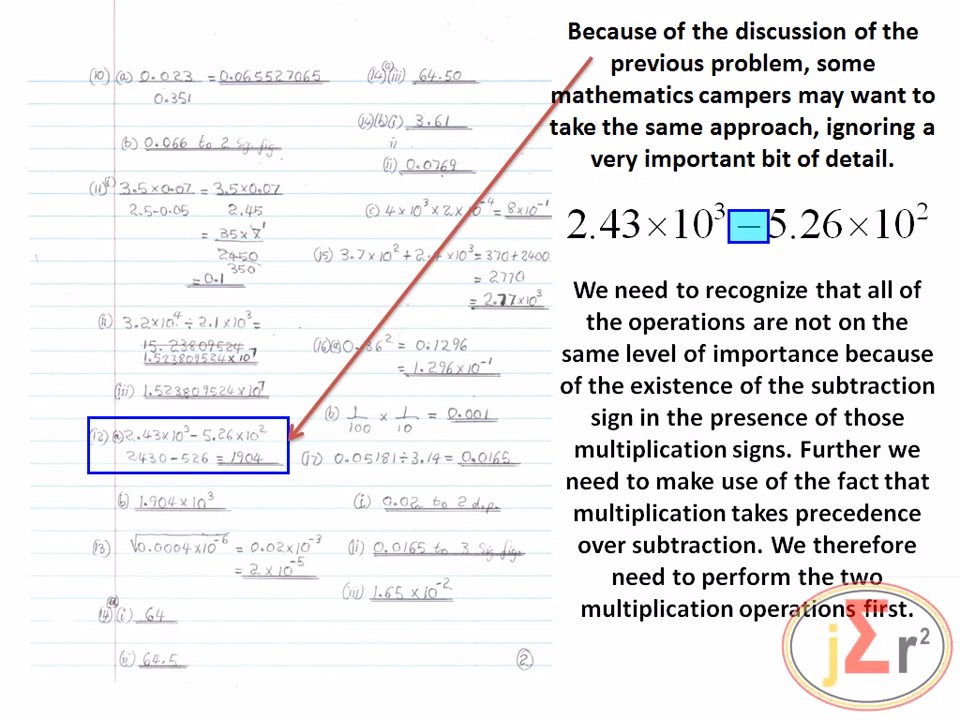 Because of the discussion of the
previous problem, some
mathematics campers may want to
take the same approach, ignoring a
very important bit of detail.
2.43×10³ – 5.26×10²
We need to recognize that all of
the operations are not on the
same level of importance because
of the existence of the subtraction
sign in the presence of those
multiplication signs. Further we
need to make use of the fact that
multiplication takes precedence
over subtraction. We therefore
need to perform the two
multiplication operations first.
jΣr²
(10) (a) 0.023 = 0.065527065
0.351
(b) 0.066 to 2 sig fig
(11) (i) 3.5×0.07 = 3.5×0.07
2.5-0.05 2.45
= 35 × 7¹
2450
350
= 0.1
(ii) 3.2×10⁴ ÷ 2.1×10³ =
15.23809524
1.523809524×10⁷
(iii) 1.523809524×10⁷
(12) (a) 2.43×10³ – 5.26×10²
2430 – 526 = 1904
(b) 1.904×10³
(13) √0.0004×10⁻⁶ = 0.02×10⁻³
= 2×10⁻⁵
(14) (a) (i) 64
(ii) 64.5
(14) (a) (iii) 64.50
(14)(b)(i) 3.61
ii
(ii) 0.0769
(c) 4×10³×2×10⁻⁴ = 8×10⁻¹
(15) 3.7×10²+2.4×10³ = 370+2400
= 2770
= 2.77×10³
(16)(a) 0.36² = 0.1296
= 1.296×10⁻¹
(b) 1 × 1 = 0.001
100 10
(17) 0.05181÷3.14 = 0.0165
(i) 0.02 to 2 d.p.
(ii) 0.0165 to 3 sig figs
(iii) 1.65×10⁻²
(2)